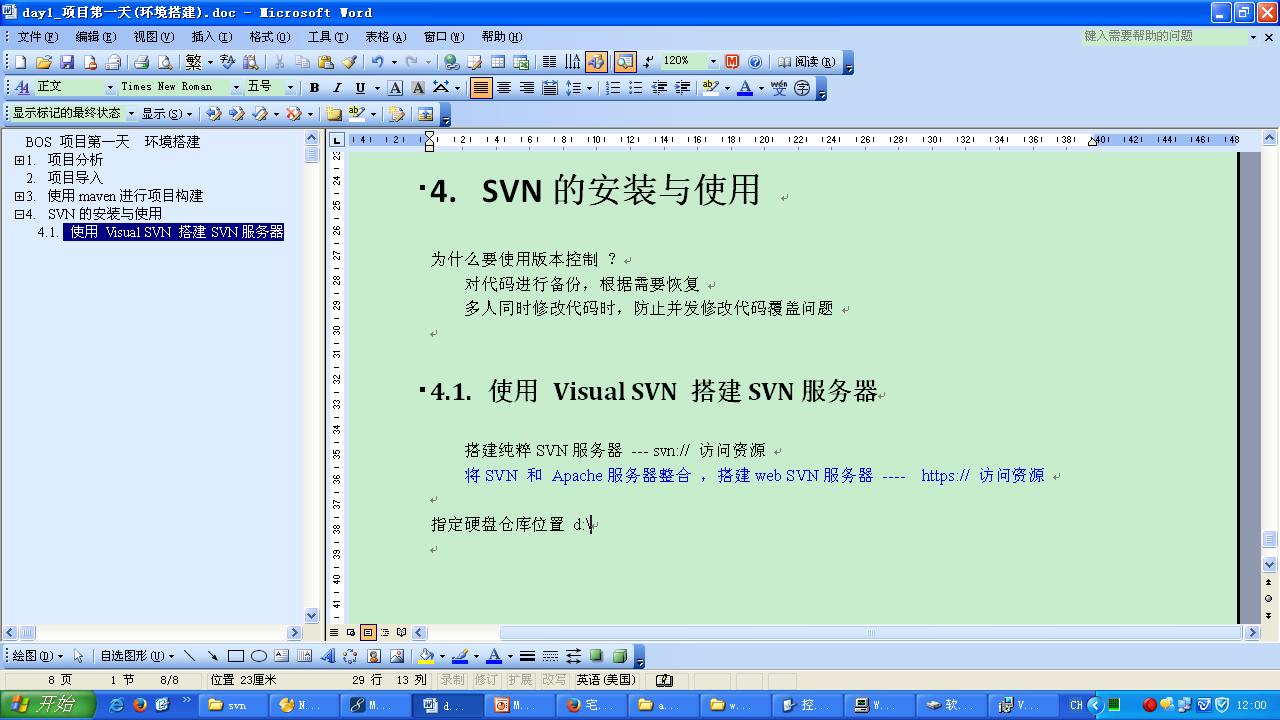 day1_项目第一天(环境搭建).doc - Microsoft Word
文件(F) 编辑(E) 视图(V) 插入(I) 格式(O) 工具(T) 表格(A) 窗口(W) 帮助(H) 键入需要帮助的问题
繁 120% 阅读(R)
正文 Times New Roman 五号 B I U A A
显示标记的最终状态 显示(S)
BOS 项目第一天 环境搭建
1 项目分析
2. 项目导入
3. 使用 maven 进行项目构建
4. SVN 的安装与使用
4.1. 使用 Visual SVN 搭建 SVN 服务器
4. SVN 的安装与使用
为什么要使用版本控制 ？
对代码进行备份，根据需要恢复
多人同时修改代码时，防止并发修改代码覆盖问题
4.1. 使用 Visual SVN 搭建 SVN 服务器
搭建纯粹 SVN 服务器 --- svn:// 访问资源
将 SVN 和 Apache 服务器整合 ，搭建 web SVN 服务器 ---- https:// 访问资源
指定硬盘仓库位置 d:\
绘图(D) 自选图形(U)
8 页 1 节 8/8 位置 23厘米 29 行 13 列 录制 修订 扩展 改写 英语(美国)
开始 svn N... M... d... M... 宅... a... w... 控... W... 软... V... CH 12:00